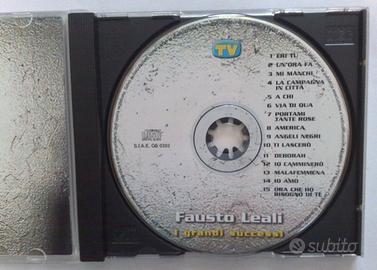 TV
1 ERI TU
2 UN'ORA FA
3 MI MANCHI
4 LA CAMPAGNA
IN CITTÀ
5 A CHI
6 VIA DI QUA
7 PORTAMI
TANTE ROSE
8 AMERICA
9 ANGELI NEGRI
10 TI LASCERÒ
11 DEBORAH
12 IO CAMMINERÒ
13 MALAFEMMENA
14 IO AMO
15 ORA CHE HO
BISOGNO DI TE
S.I.A.E.
Fausto Leali
I grandi successi
subito